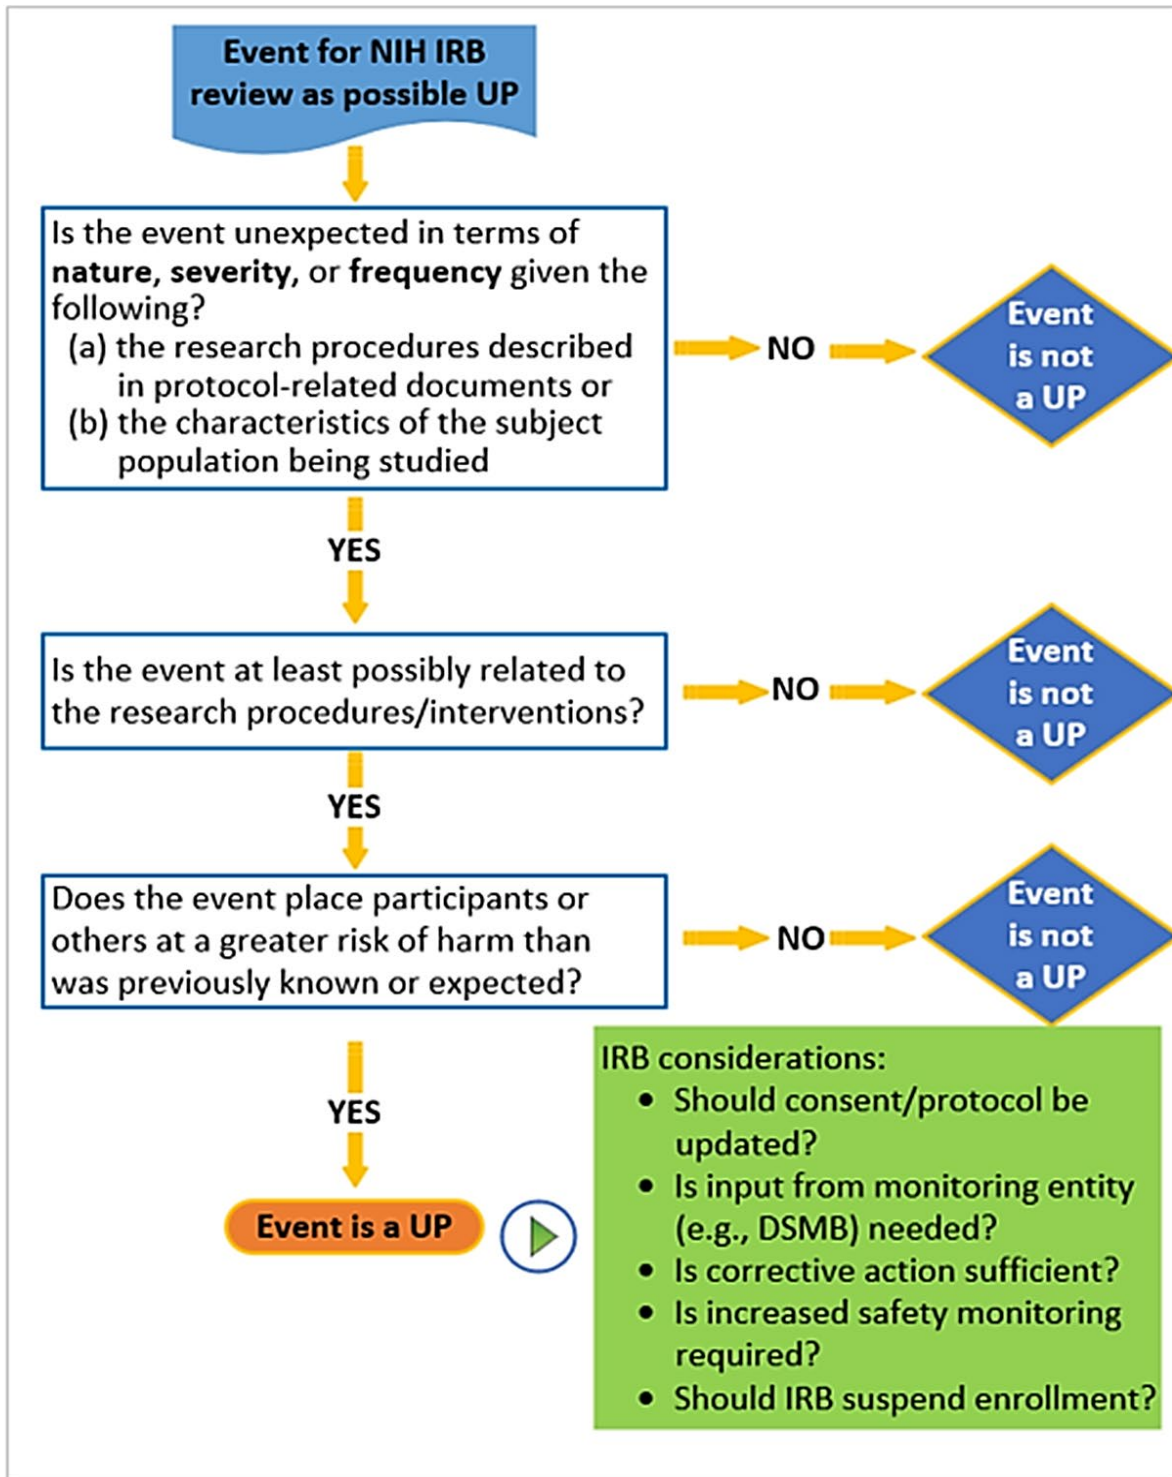 Event for NIH IRB
review as possible UP
Is the event unexpected in terms of
nature, severity, or frequency given the
following?
(a) the research procedures described
in protocol-related documents or
(b) the characteristics of the subject
population being studied
NO
Event
is not
a UP
YES
Is the event at least possibly related to
the research procedures/interventions?
NO
Event
is not
a UP
YES
Does the event place participants or
others at a greater risk of harm than
was previously known or expected?
NO
Event
is not
a UP
YES
Event is a UP
IRB considerations:
• Should consent/protocol be
updated?
• Is input from monitoring entity
(e.g., DSMB) needed?
• Is corrective action sufficient?
• Is increased safety monitoring
required?
• Should IRB suspend enrollment?